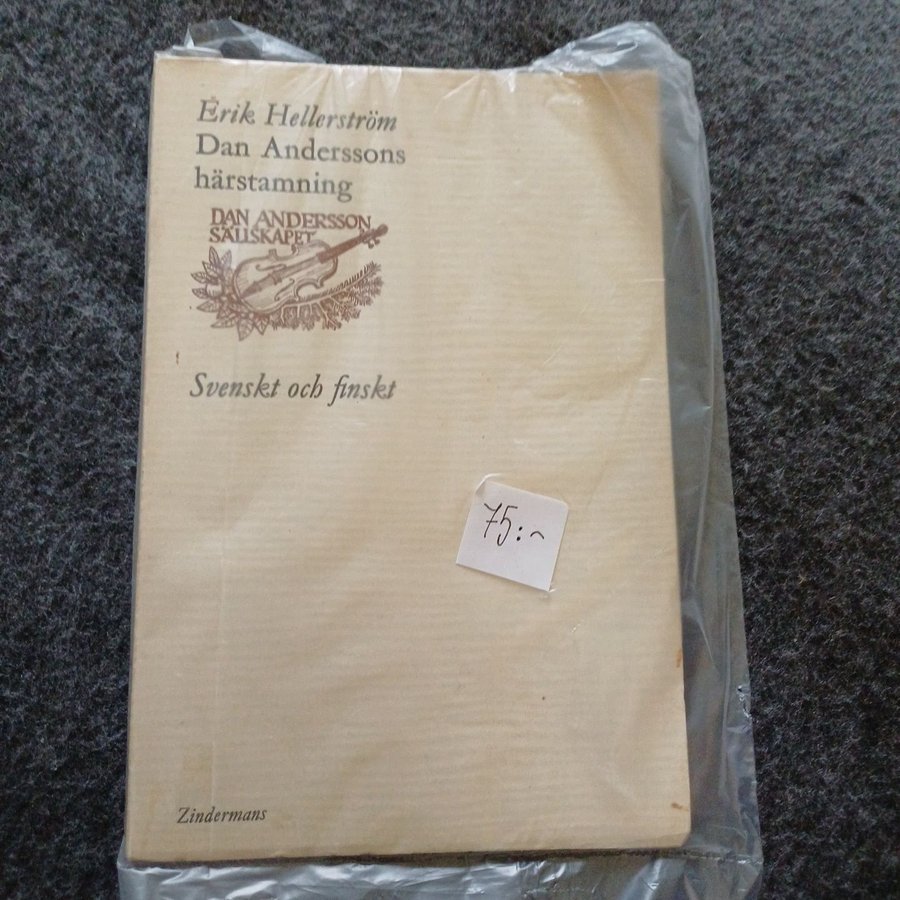 Erik Hellerström
Dan Anderssons
härstamning
DAN ANDERSSON
SÄLLSKAPET
Svenskt och finskt
75:-
Zindermans